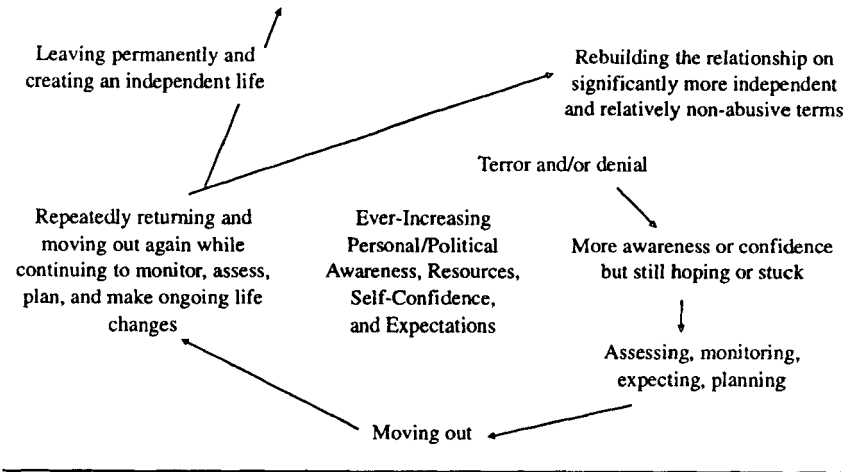 Leaving permanently and
creating an independent life
Rebuilding the relationship on
significantly more independent
and relatively non-abusive terms
Terror and/or denial
Repeatedly returning and
moving out again while
continuing to monitor, assess,
plan, and make ongoing life
changes
Ever-Increasing
Personal/Political
Awareness, Resources,
Self-Confidence,
and Expectations
More awareness or confidence
but still hoping or stuck
Assessing, monitoring,
expecting, planning
Moving out